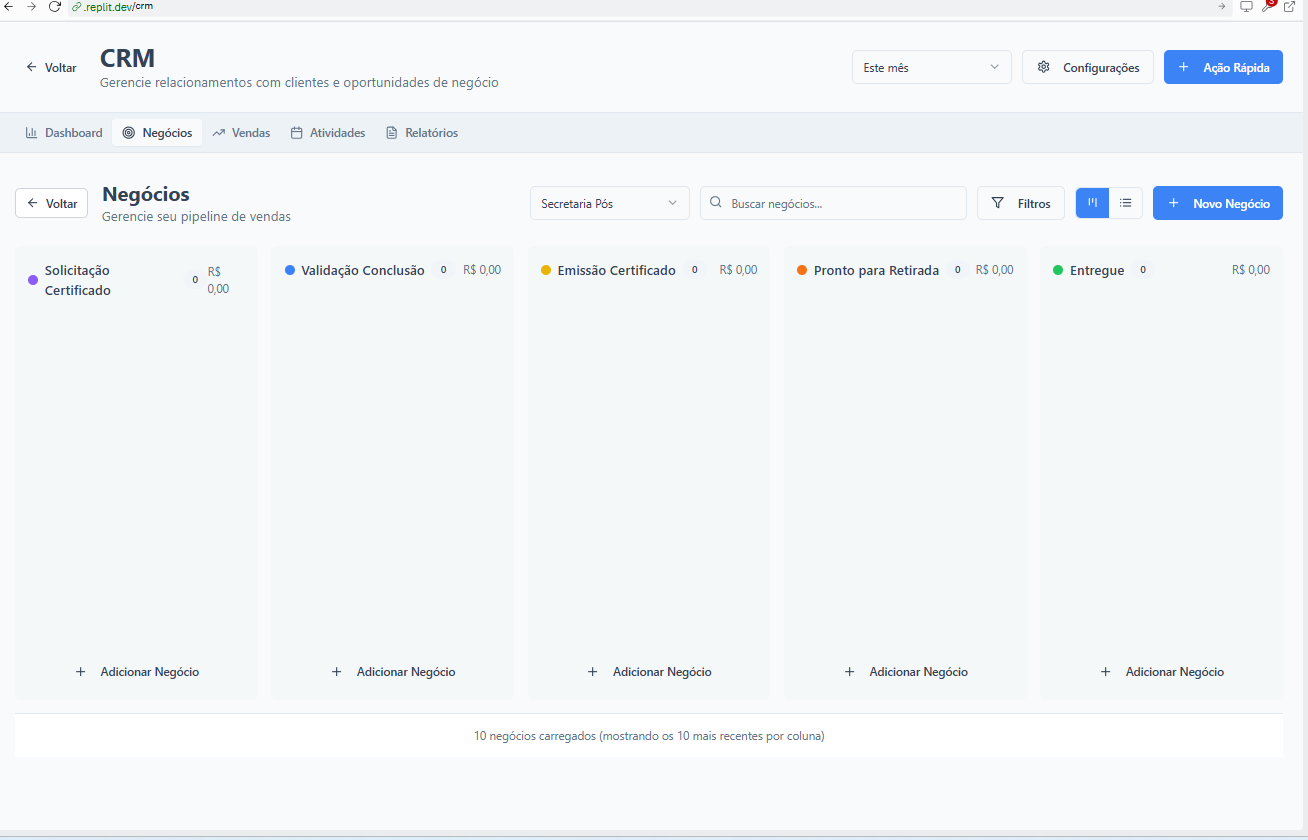 .replit.dev/crm
3
Voltar
CRM
Gerencie relacionamentos com clientes e oportunidades de negócio
Este mês
Configurações
Ação Rápida
Dashboard
Negócios
Vendas
Atividades
Relatórios
Voltar
Negócios
Gerencie seu pipeline de vendas
Secretaria Pós
Buscar negócios...
Filtros
Novo Negócio
Solicitação
Certificado
0
R$
0,00
Validação Conclusão
0
R$ 0,00
Emissão Certificado
0
R$ 0,00
Pronto para Retirada
0
R$ 0,00
Entregue
0
R$ 0,00
Adicionar Negócio
Adicionar Negócio
Adicionar Negócio
Adicionar Negócio
Adicionar Negócio
10 negócios carregados (mostrando os 10 mais recentes por coluna)